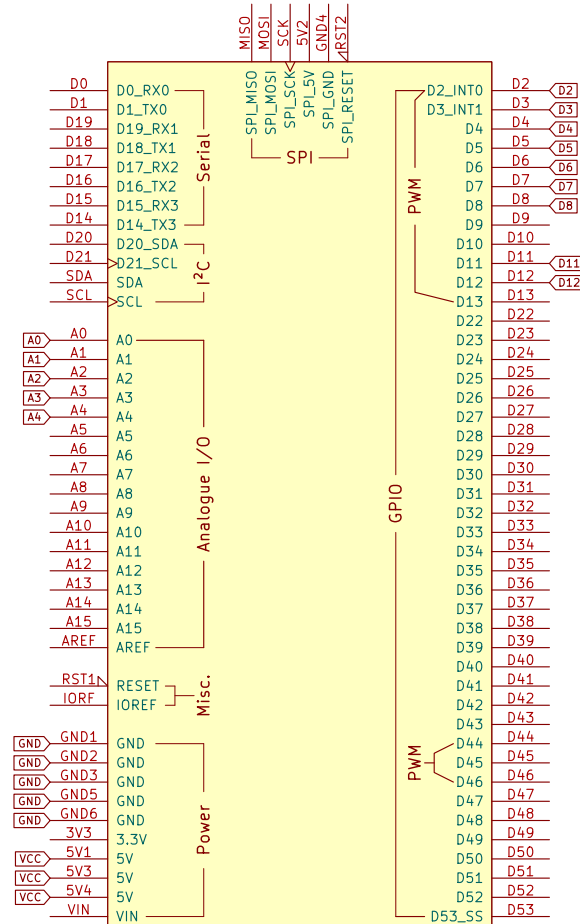 MISO MOSI SCK 5V2 GND4 RST2
SPI_MISO SPI_MOSI SPI_SCK SPI_5V SPI_GND SPI_RESET
SPI
D0 D0_RX0 D2_INT0 D2 D2
D1 D1_TX0 D3_INT1 D3 D3
D19 D19_RX1 D4 D4 D4
D18 D18_TX1 D5 D5 D5
D17 D17_RX2 D6 D6 D6
D16 D16_TX2 D7 D7 D7
D15 D15_RX3 D8 D8 D8
D14 D14_TX3 D9 D9
Serial
PWM
D20 D20_SDA D10 D10
D21 D21_SCL D11 D11 D11
SDA SDA D12 D12 D12
SCL SCL D13 D13
I²C
D22 D22
A0 A0 A0 D23 D23
A1 A1 A1 D24 D24
A2 A2 A2 D25 D25
A3 A3 A3 D26 D26
A4 A4 A4 D27 D27
A5 A5 D28 D28
A6 A6 D29 D29
A7 A7 D30 D30
A8 A8 D31 D31
A9 A9 D32 D32
A10 A10 D33 D33
A11 A11 D34 D34
A12 A12 D35 D35
A13 A13 D36 D36
A14 A14 D37 D37
A15 A15 D38 D38
AREF AREF D39 D39
Analogue I/O
GPIO
D40 D40
RST1 RESET D41 D41
IORF IOREF D42 D42
Misc.
D43 D43
GND GND1 GND D44 D44
GND GND2 GND D45 D45
GND GND3 GND D46 D46
PWM
GND GND5 GND D47 D47
GND GND6 GND D48 D48
3V3 3.3V D49 D49
VCC 5V1 5V D50 D50
VCC 5V3 5V D51 D51
VCC 5V4 5V D52 D52
VIN VIN D53_SS D53
Power